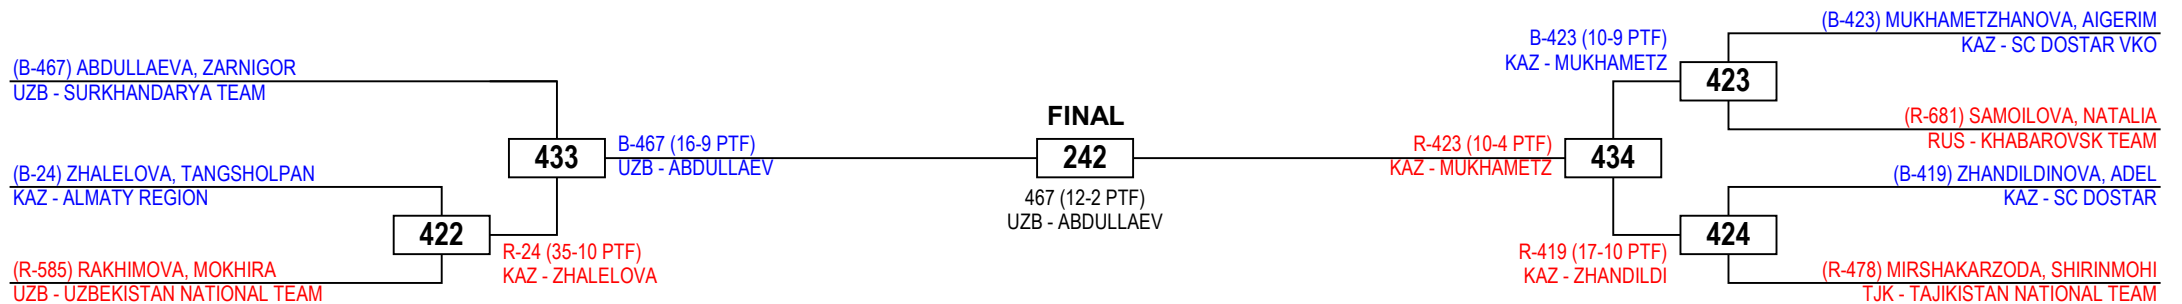 (B-467) ABDULLAEVA, ZARNIGOR
UZB - SURKHANDARYA TEAM
(B-24) ZHALELOVA, TANGSHOLPAN
KAZ - ALMATY REGION
(R-585) RAKHIMOVA, MOKHIRA
UZB - UZBEKISTAN NATIONAL TEAM
422
R-24 (35-10 PTF)
KAZ - ZHALELOVA
433
B-467 (16-9 PTF)
UZB - ABDULLAEV
FINAL
242
467 (12-2 PTF)
UZB - ABDULLAEV
R-423 (10-4 PTF)
KAZ - MUKHAMETZ
434
B-423 (10-9 PTF)
KAZ - MUKHAMETZ
423
R-419 (17-10 PTF)
KAZ - ZHANDILDI
424
(B-423) MUKHAMETZHANOVA, AIGERIM
KAZ - SC DOSTAR VKO
(R-681) SAMOILOVA, NATALIA
RUS - KHABAROVSK TEAM
(B-419) ZHANDILDINOVA, ADEL
KAZ - SC DOSTAR
(R-478) MIRSHAKARZODA, SHIRINMOHI
TJK - TAJIKISTAN NATIONAL TEAM